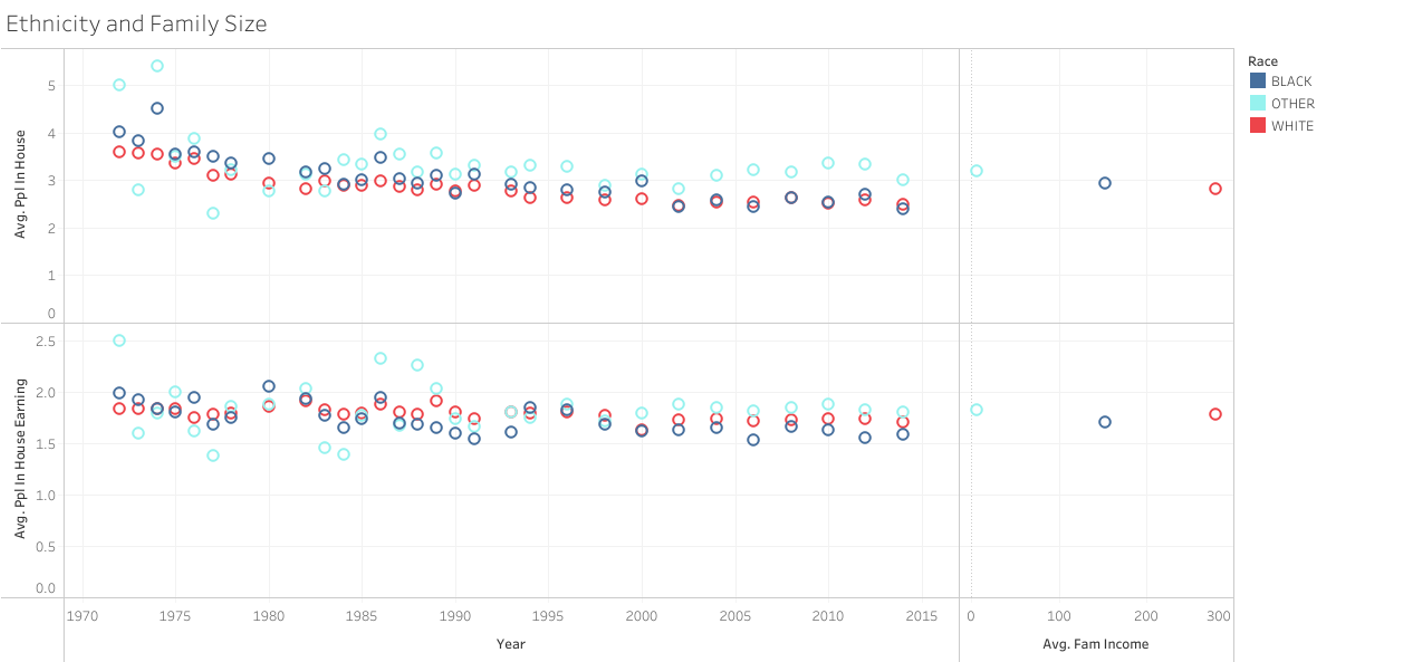 Ethnicity and Family Size
Race
BLACK
OTHER
WHITE
Avg. Ppl In House
5
4
3
2
1
0
Avg. Ppl In House Earning
2.5
2.0
1.5
1.0
0.5
0.0
1970 1975 1980 1985 1990 1995 2000 2005 2010 2015 0 100 200 300
Year Avg. Fam Income